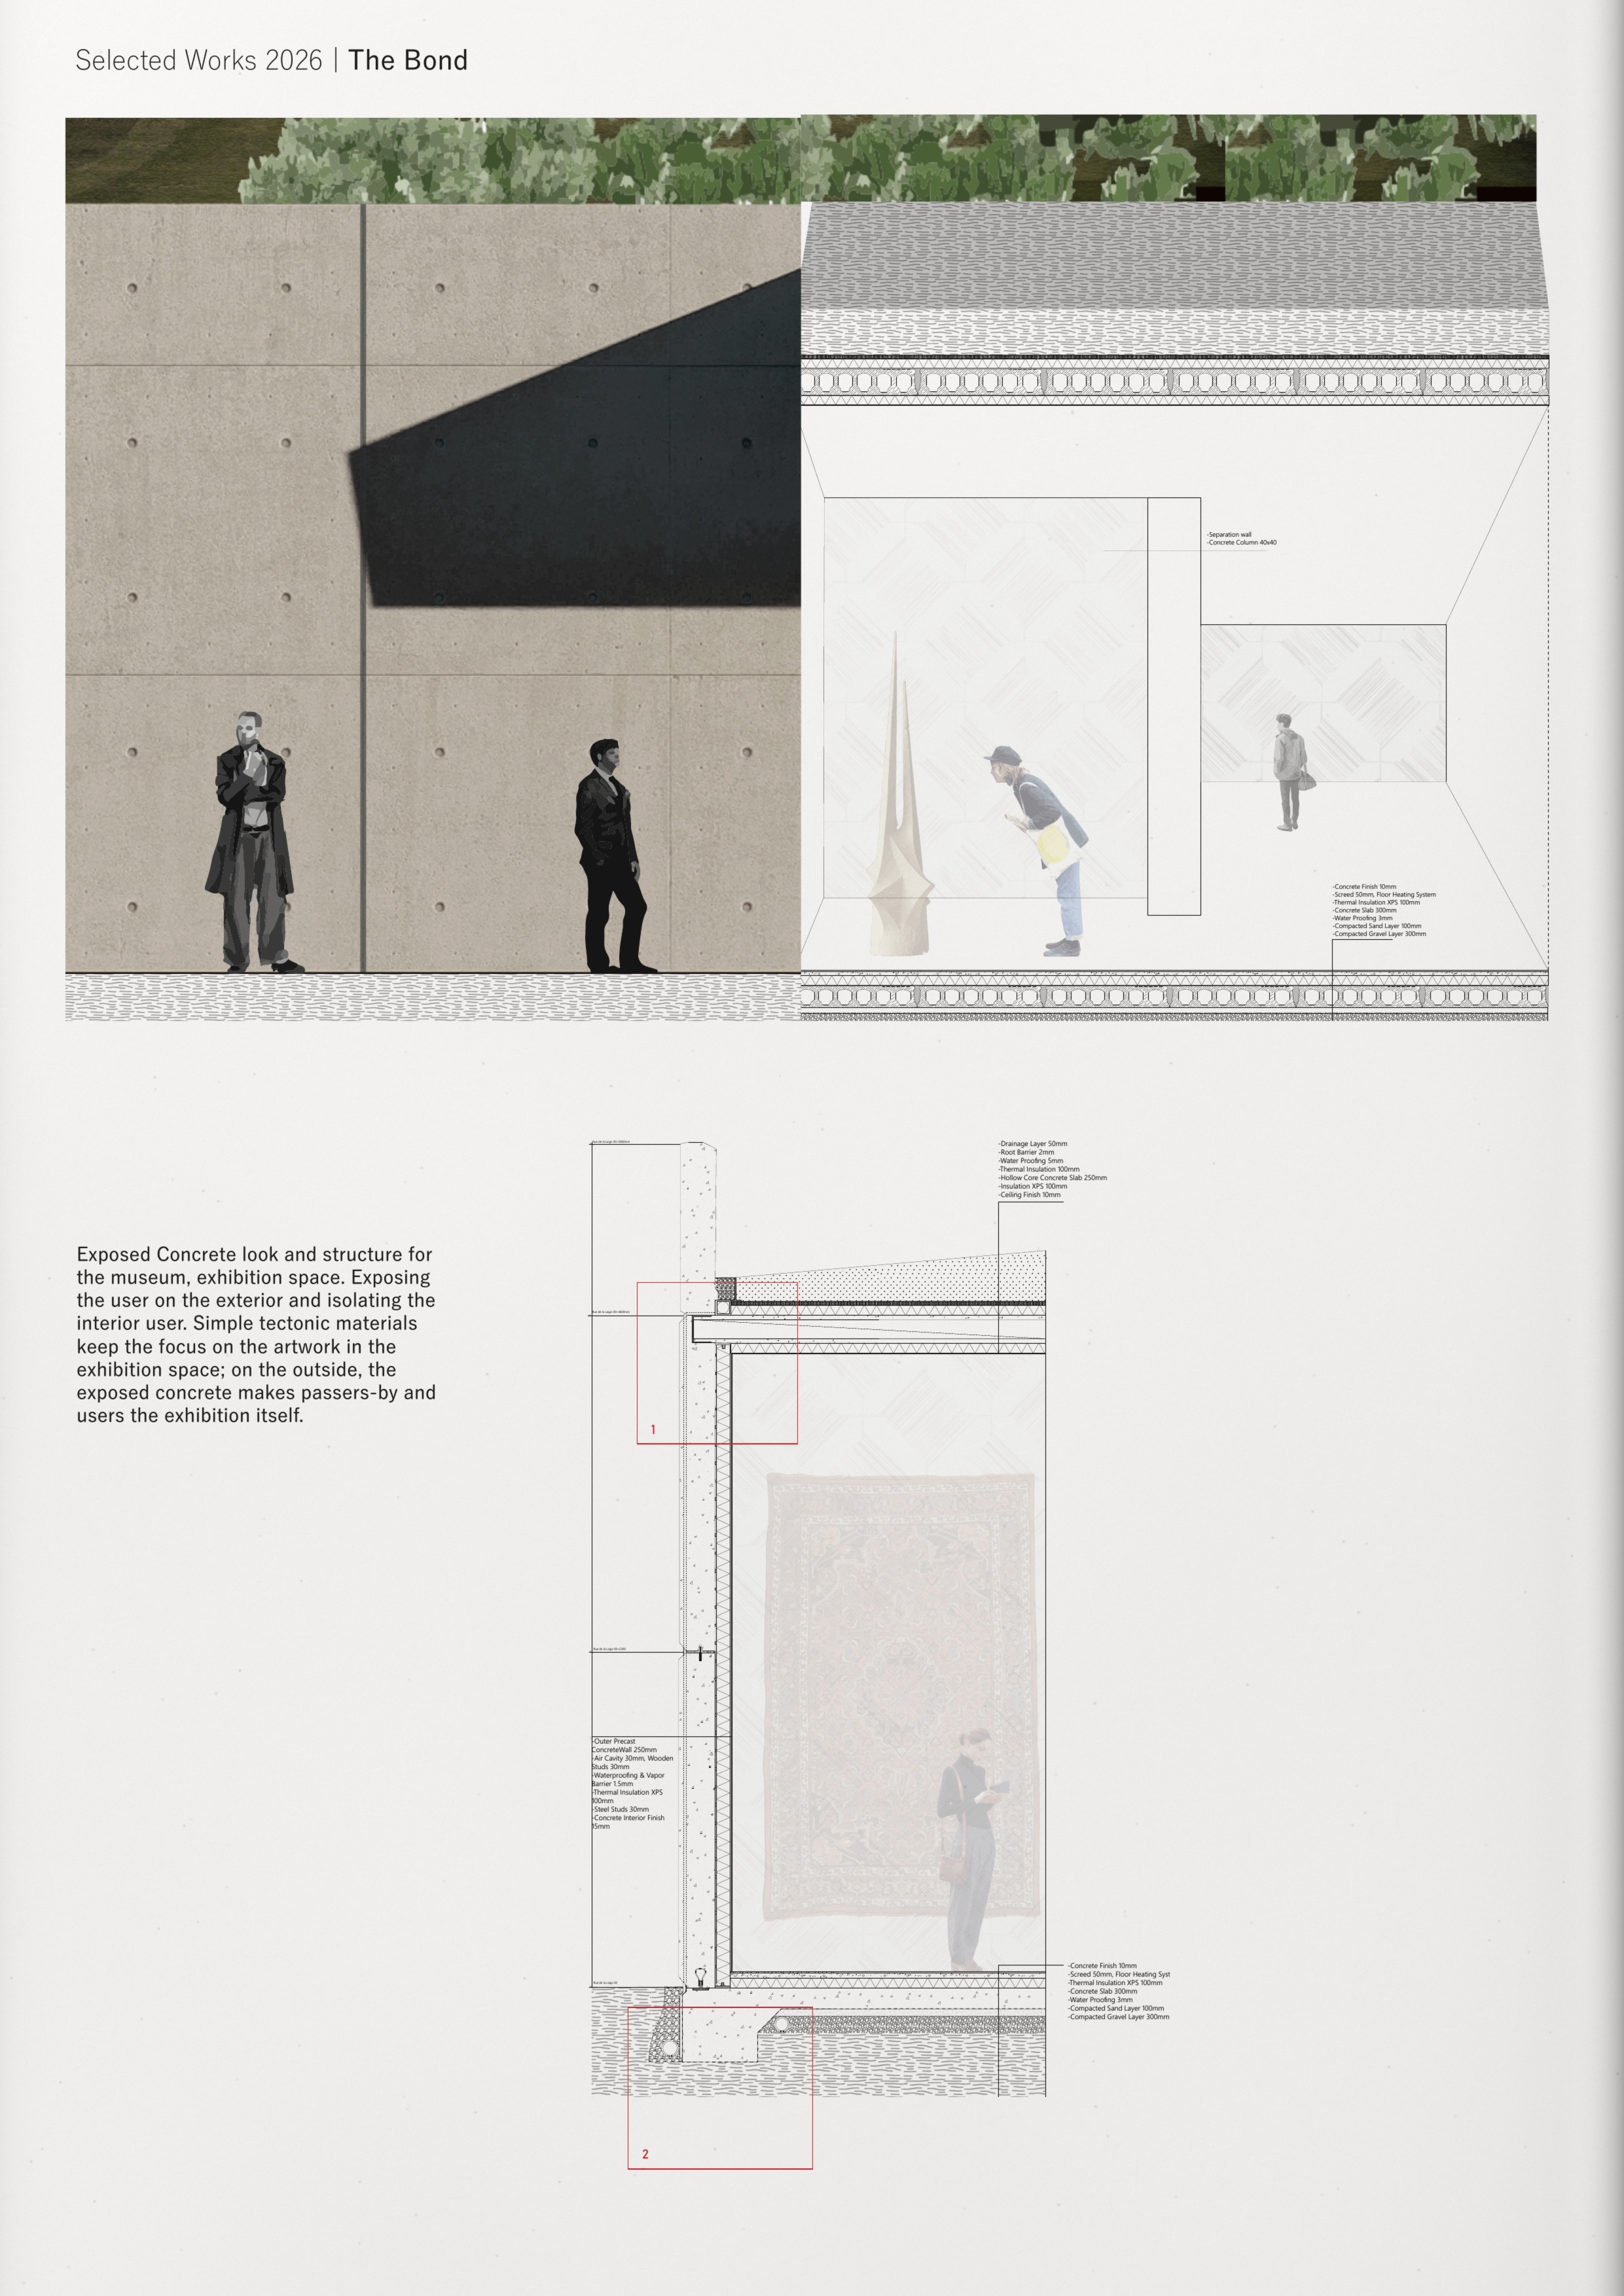 Selected Works 2026 | The Bond
-Separation wall
-Concrete Column 40x40
-Concrete Finish 10mm
-Screed 50mm, Floor Heating System
-Thermal Insulation XPS 100mm
-Concrete Slab 300mm
-Water Proofing 3mm
-Compacted Sand Layer 100mm
-Compacted Gravel Layer 300mm
-Drainage Layer 50mm
-Root Barrier 2mm
-Water Proofing 5mm
-Thermal Insulation 100mm
-Hollow Core Concrete Slab 250mm
-Insulation XPS 100mm
-Ceiling Finish 10mm
Exposed Concrete look and structure for
the museum, exhibition space. Exposing
the user on the exterior and isolating the
interior user. Simple tectonic materials
keep the focus on the artwork in the
exhibition space; on the outside, the
exposed concrete makes passers-by and
users the exhibition itself.
1
-Outer Precast
ConcreteWall 250mm
-Air Cavity 30mm, Wooden
Studs 30mm
-Waterproofing & Vapor
Barrier 1.5mm
-Thermal Insulation XPS
100mm
-Steel Studs 30mm
-Concrete Interior Finish
15mm
-Concrete Finish 10mm
-Screed 50mm, Floor Heating Syst
-Thermal Insulation XPS 100mm
-Concrete Slab 300mm
-Water Proofing 3mm
-Compacted Sand Layer 100mm
-Compacted Gravel Layer 300mm
2